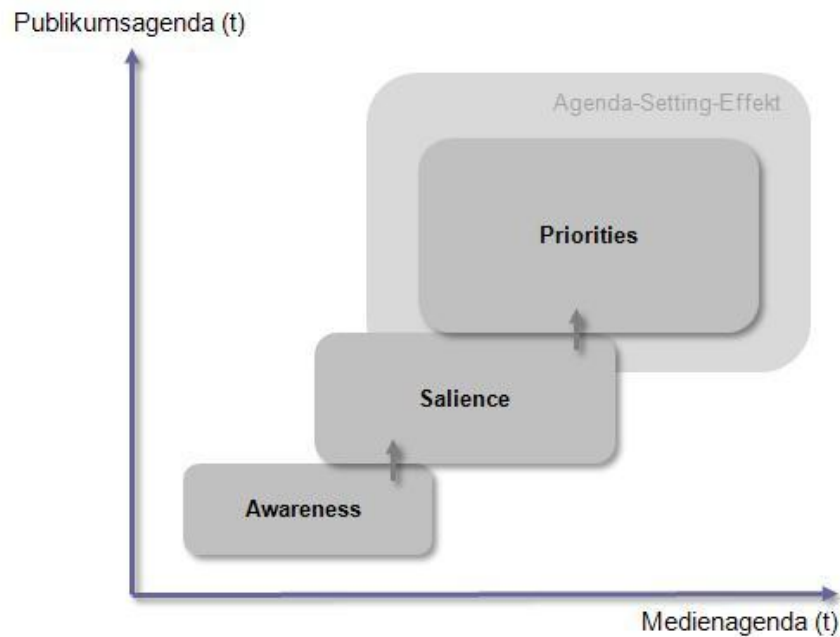 Publikumsagenda (t)
Agenda-Setting-Effekt
Priorities
Salience
Awareness
Medienagenda (t)